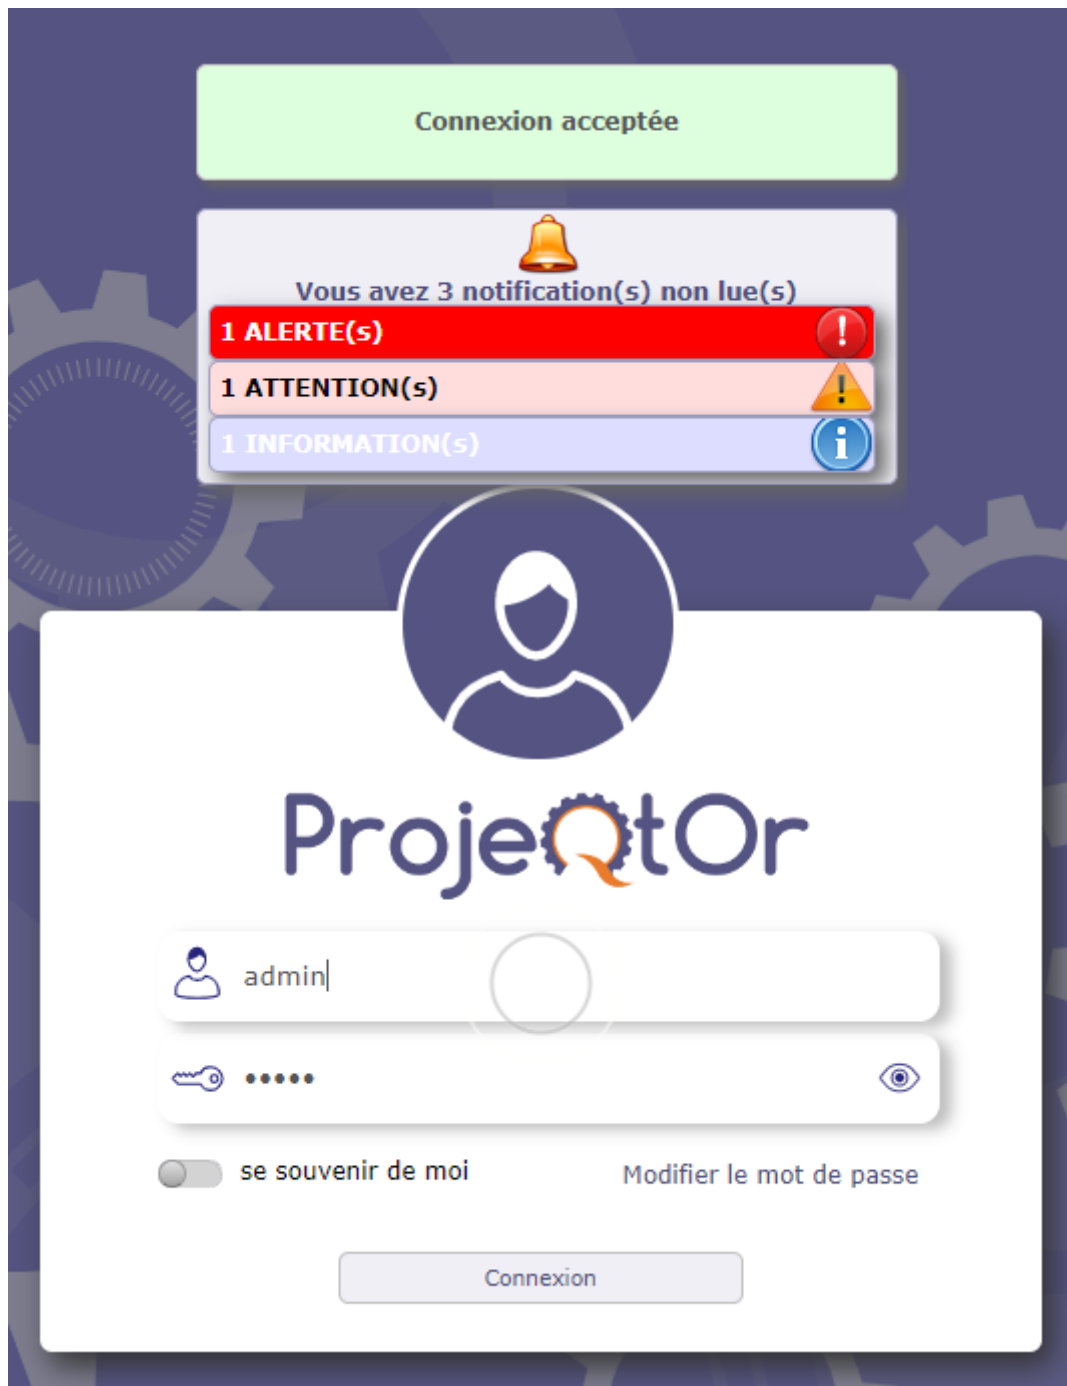 Connexion acceptée
Vous avez 3 notification(s) non lue(s)
1 ALERTE(s)
1 ATTENTION(s)
1 INFORMATION(s)
ProjeQtOr
admin
•••••
se souvenir de moi
Modifier le mot de passe
Connexion